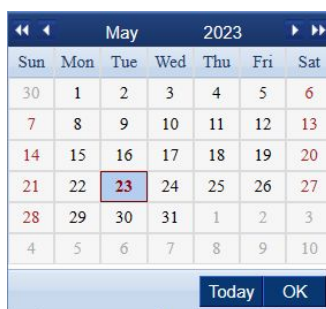 May 2023
Sun Mon Tue Wed Thu Fri Sat
30 1 2 3 4 5 6
7 8 9 10 11 12 13
14 15 16 17 18 19 20
21 22 23 24 25 26 27
28 29 30 31 1 2 3
4 5 6 7 8 9 10
Today OK